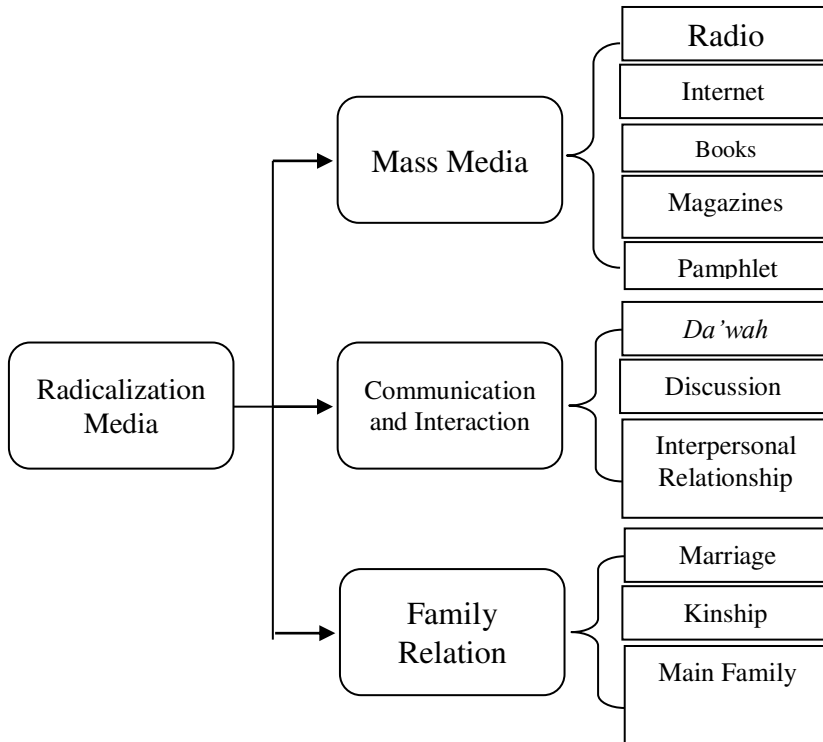 Radicalization
Media
Mass Media
Radio
Internet
Books
Magazines
Pamphlet
Communication
and Interaction
Da’wah
Discussion
Interpersonal
Relationship
Family
Relation
Marriage
Kinship
Main Family